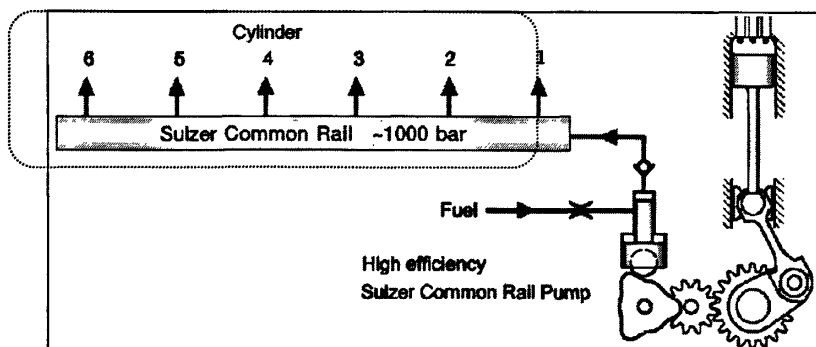 Cylinder
6 5 4 3 2 1
Sulzer Common Rail ~1000 bar
Fuel
High efficiency
Sulzer Common Rail Pump